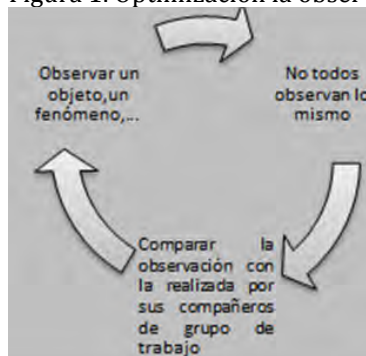 Figura 1. Optimización la obser
Observar un
objeto,un
fenómeno,...
No todos
observan lo
mismo
Comparar la
observación con
la realizada por
sus compañeros
de grupo de
trabajo